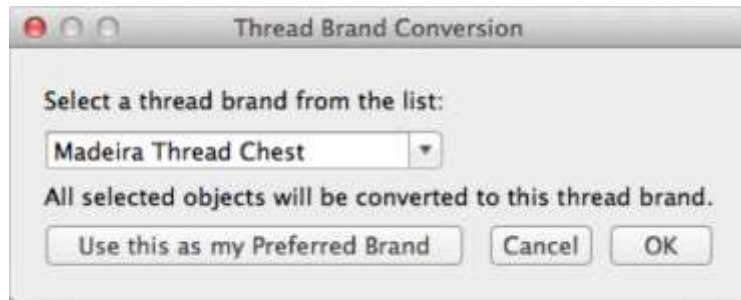 Thread Brand Conversion
Select a thread brand from the list:
Madeira Thread Chest
All selected objects will be converted to this thread brand.
Use this as my Preferred Brand Cancel OK